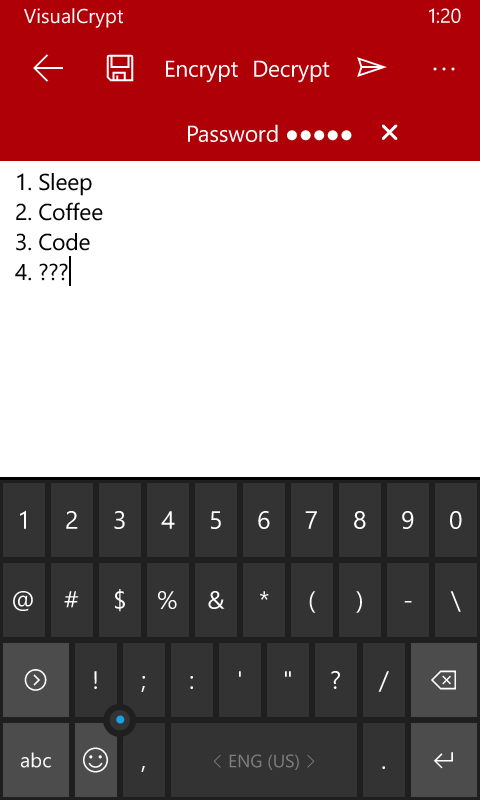 VisualCrypt 1:20
Encrypt Decrypt ...
Password ●●●●● ×
1. Sleep
2. Coffee
3. Code
4. ???
1 2 3 4 5 6 7 8 9 0
@ # $ % & * ( ) - \
! ; : ' " ? /
abc , < ENG (US) > .